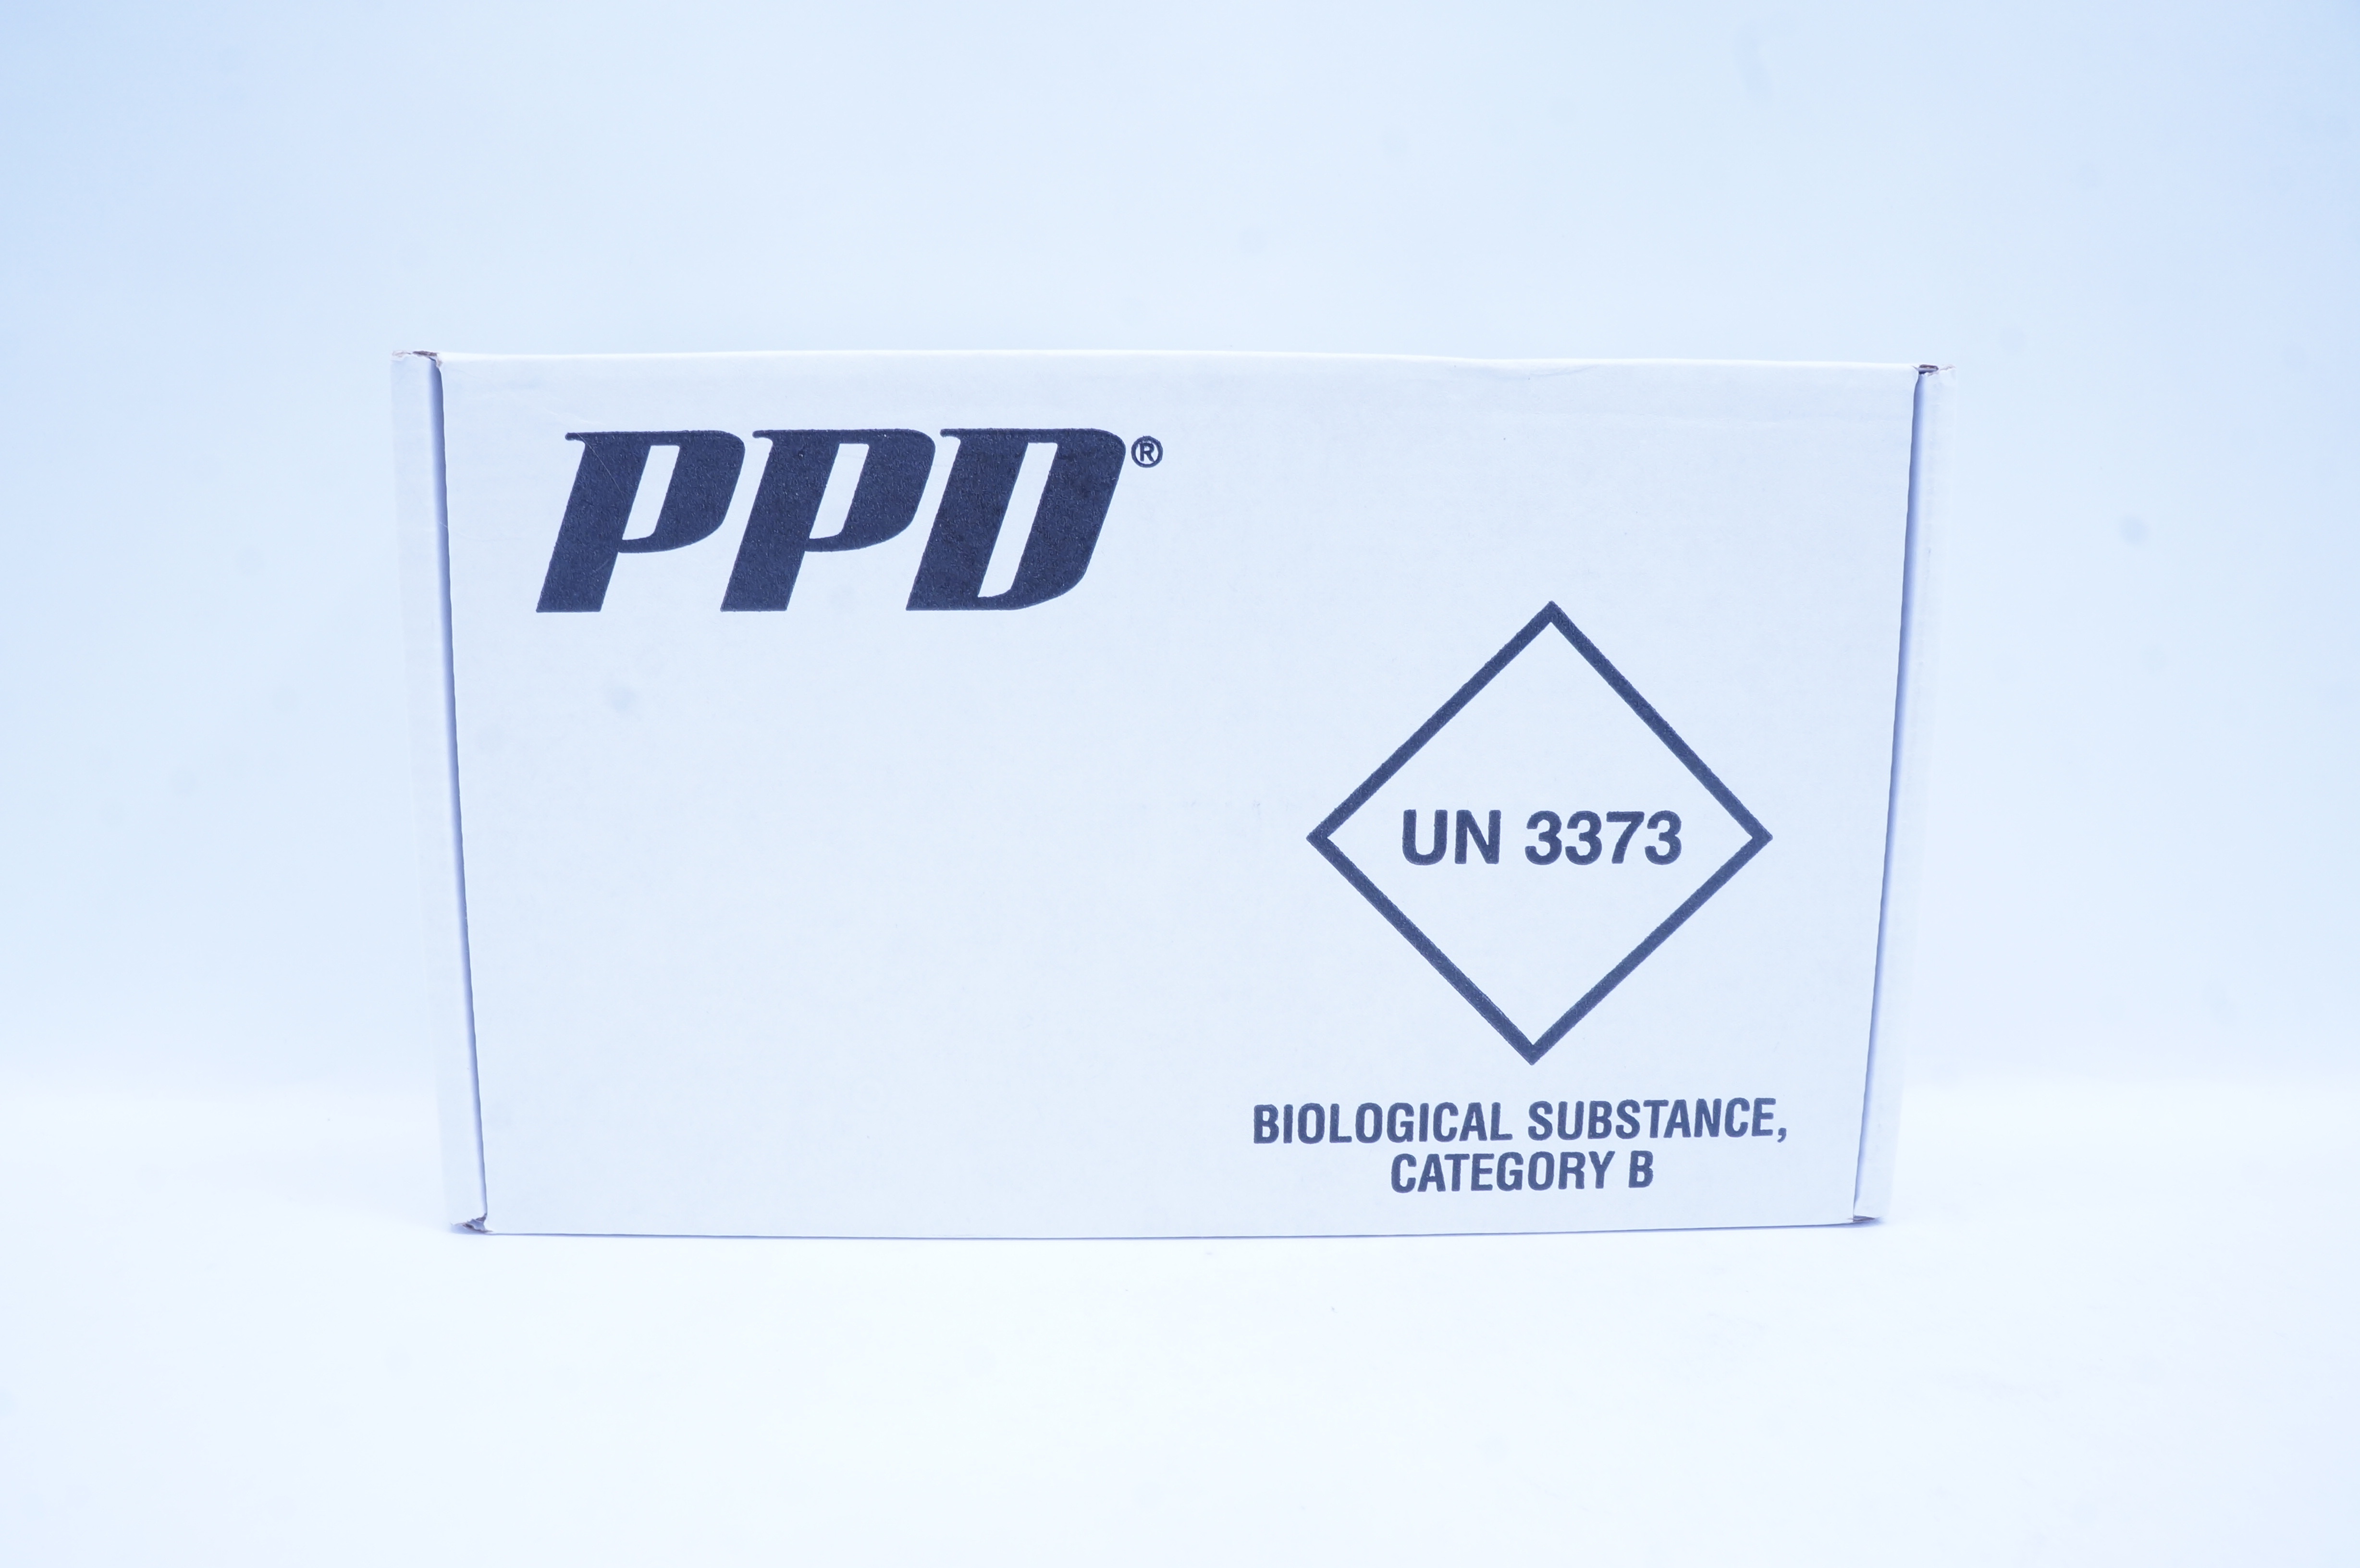 PPD®
UN 3373
BIOLOGICAL SUBSTANCE,
CATEGORY B